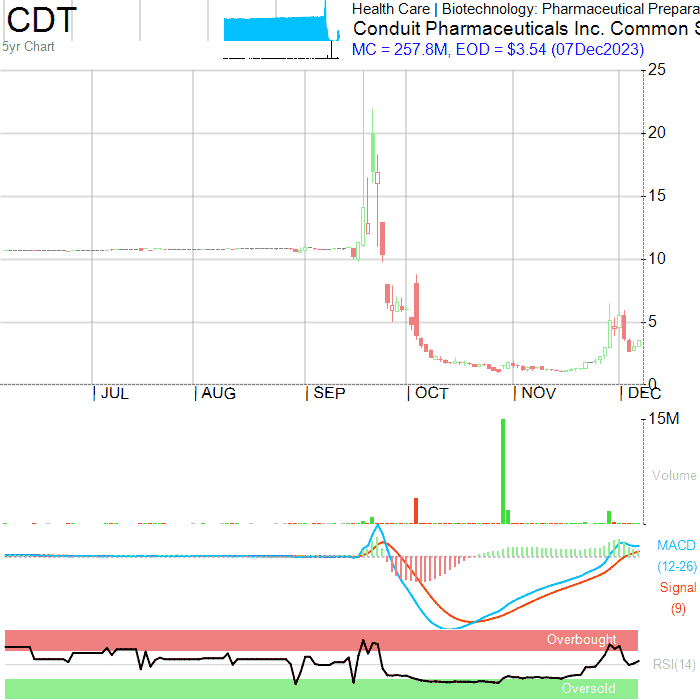 CDT
5yr Chart
Health Care | Biotechnology: Pharmaceutical Prepara
Conduit Pharmaceuticals Inc. Common S
MC = 257.8M, EOD = $3.54 (07Dec2023)
25
20
15
10
5
0
| JUL | AUG | SEP | OCT | NOV | DEC
15M
Volume
MACD
(12-26)
Signal
(9)
Overbought
RSI(14)
Oversold